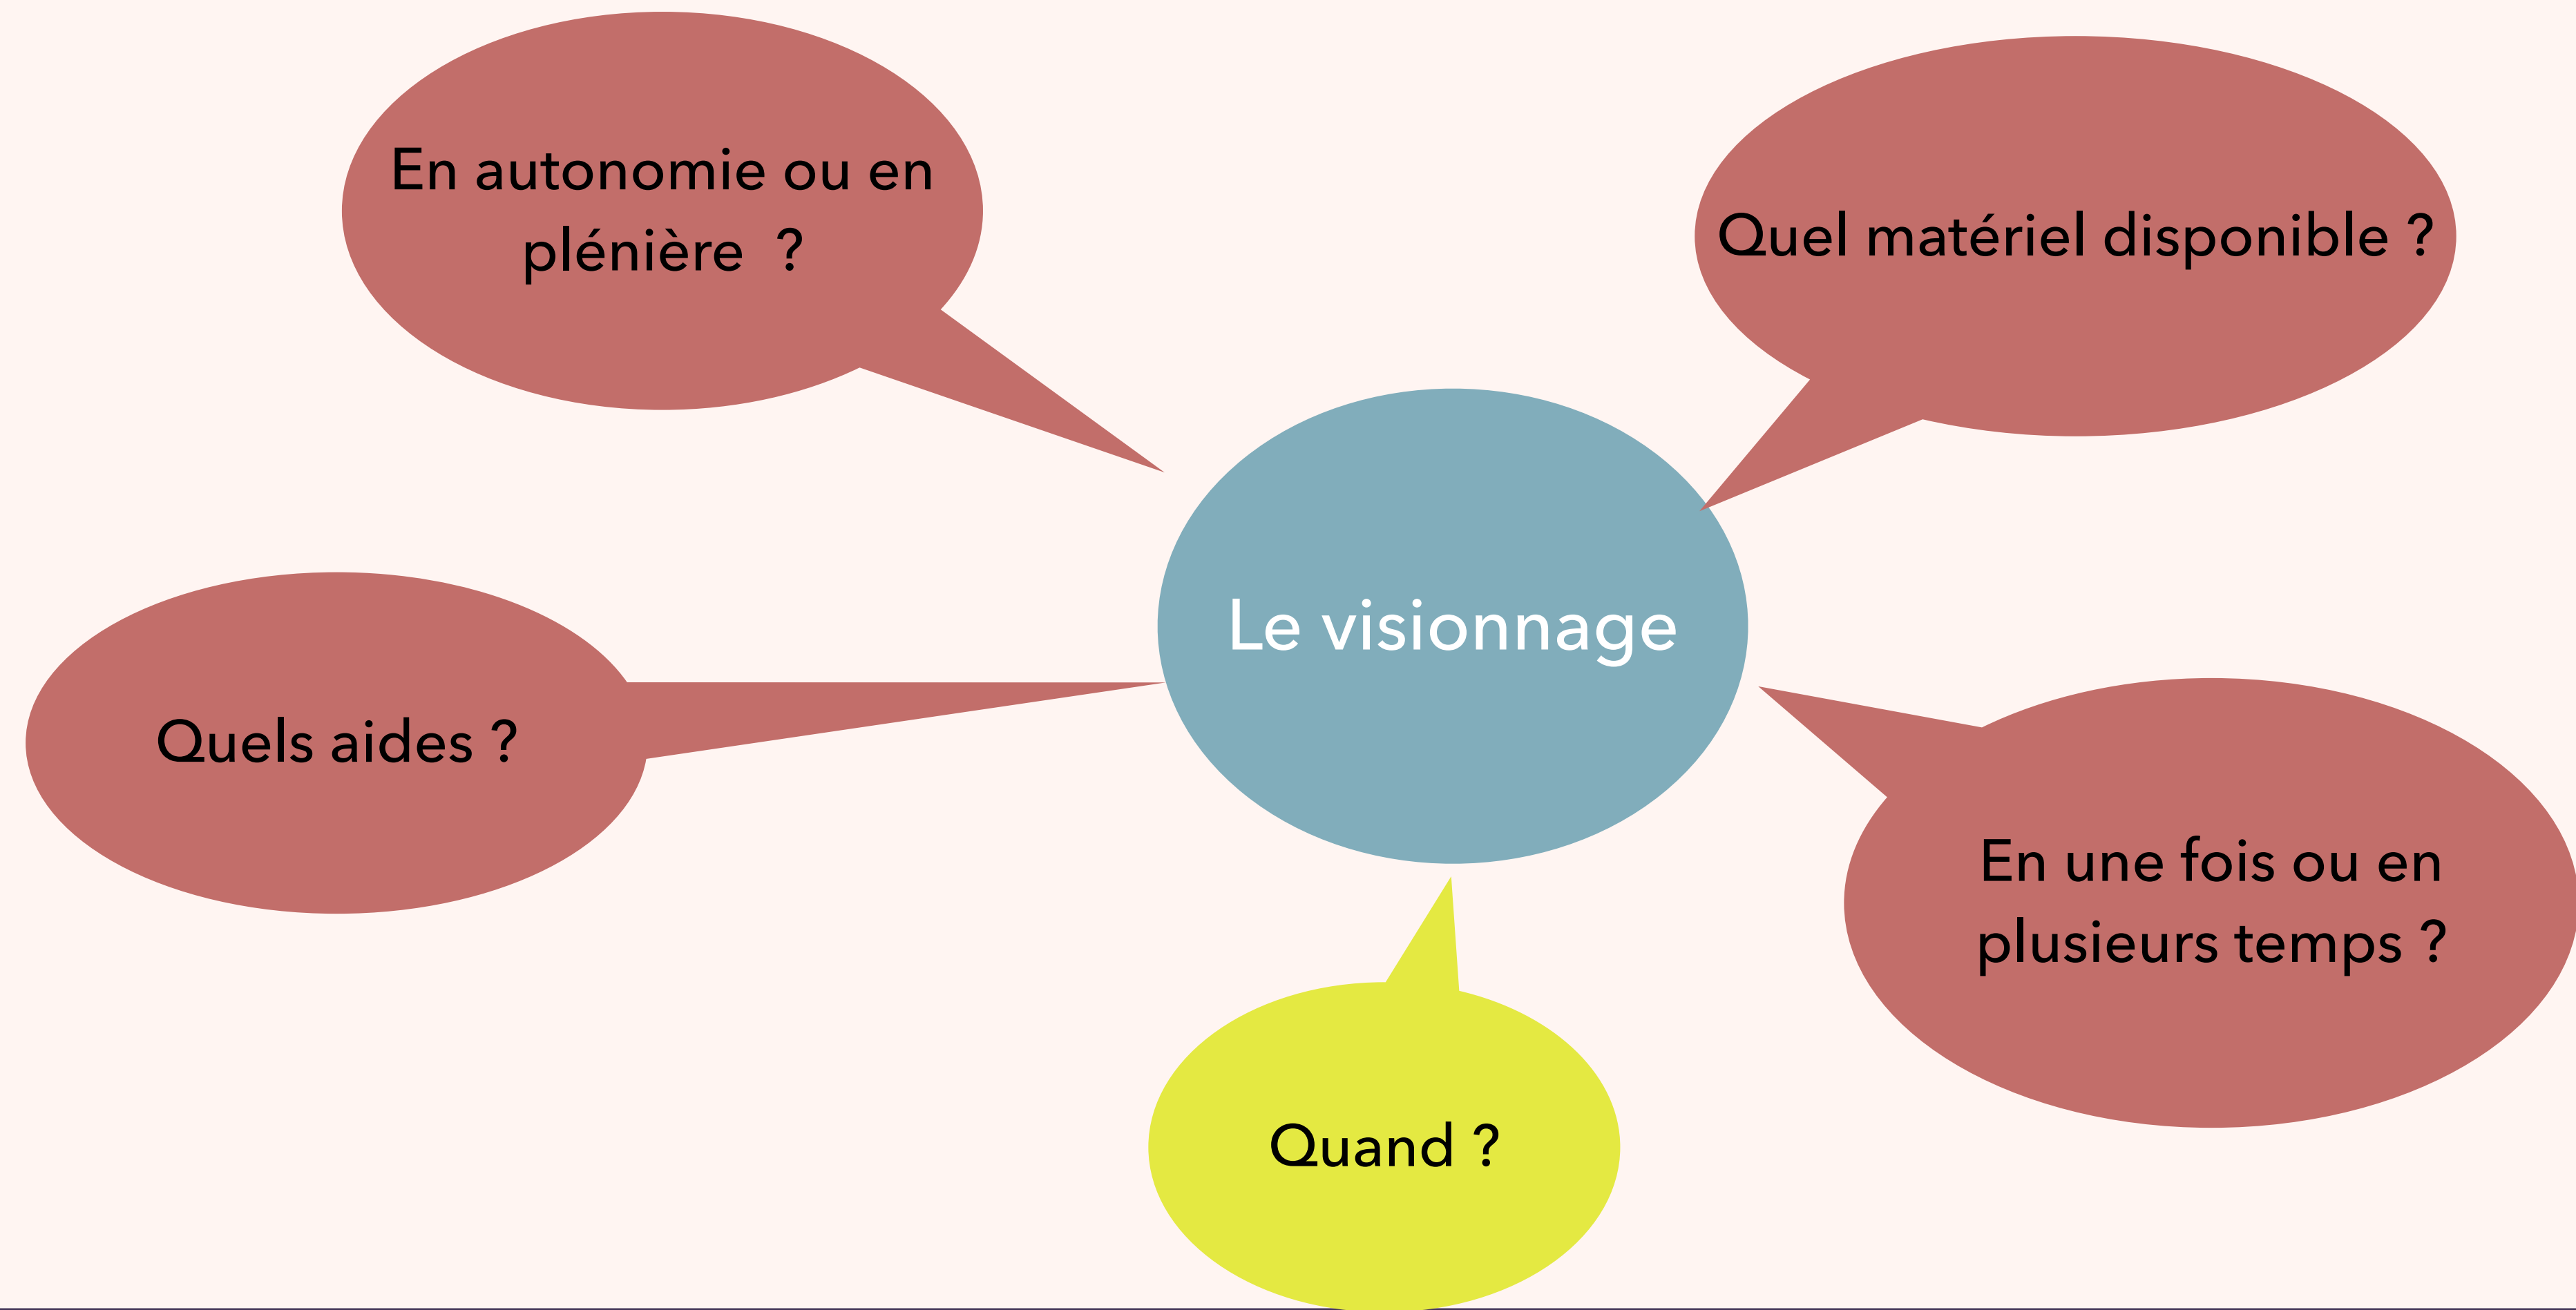 En autonomie ou en
plénière ?
Quel matériel disponible ?
Le visionnage
Quels aides ?
En une fois ou en
plusieurs temps ?
Quand ?